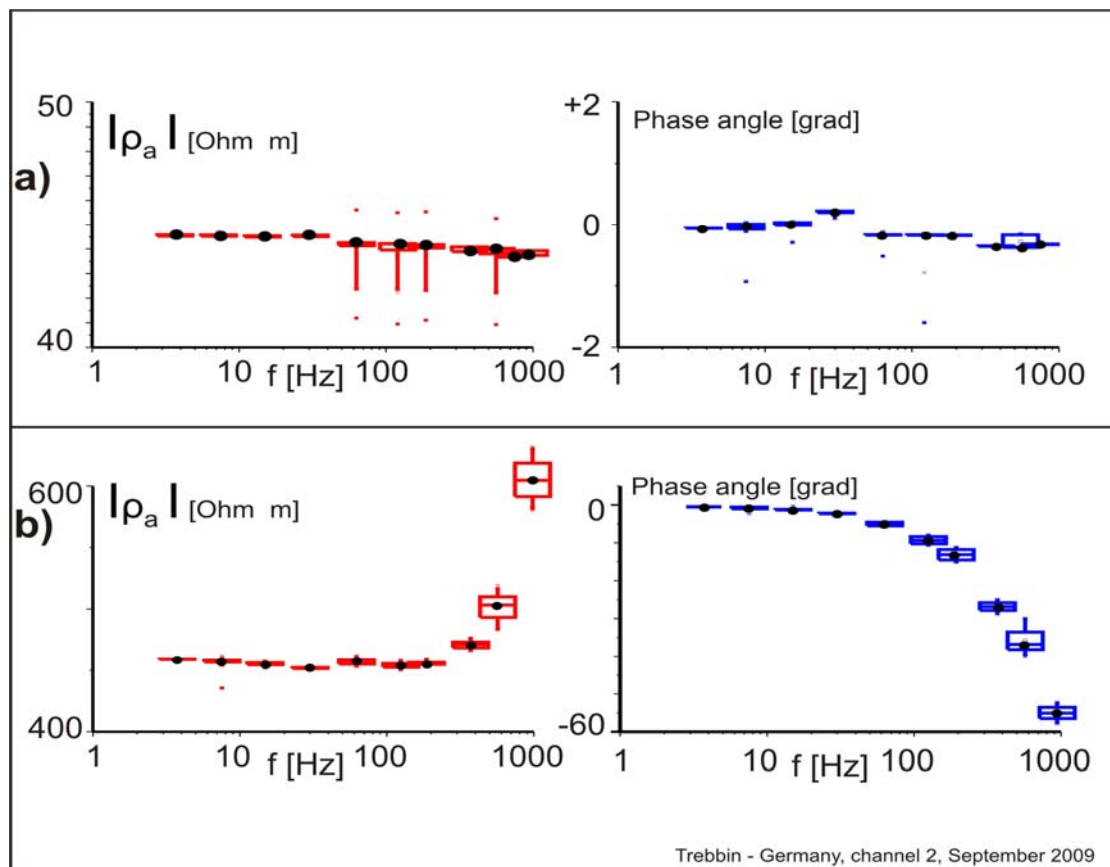 50
|ρa| [Ohm m]
a)
40
1 10 100 1000
f [Hz]
+2
Phase angle [grad]
0
-2
1 10 100 1000
f [Hz]
600
|ρa| [Ohm m]
b)
400
1 10 100 1000
f [Hz]
Phase angle [grad]
0
-60
1 10 100 1000
f [Hz]
Trebbin - Germany, channel 2, September 2009